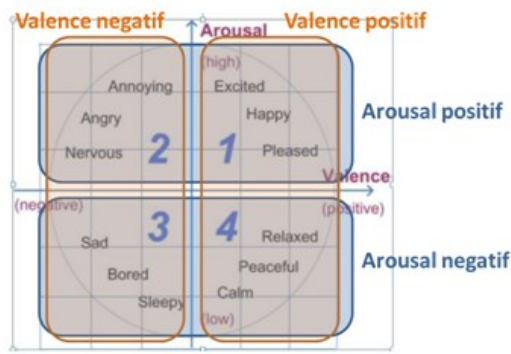 Valence negatif Valence positif
Arousal
(high)
Annoying Excited
Angry Happy
Arousal positif
Nervous 2 1 Pleased
Valence
(negative) (positive)
3 4
Sad Relaxed
Arousal negatif
Bored Peaceful
Sleepy Calm
(low)